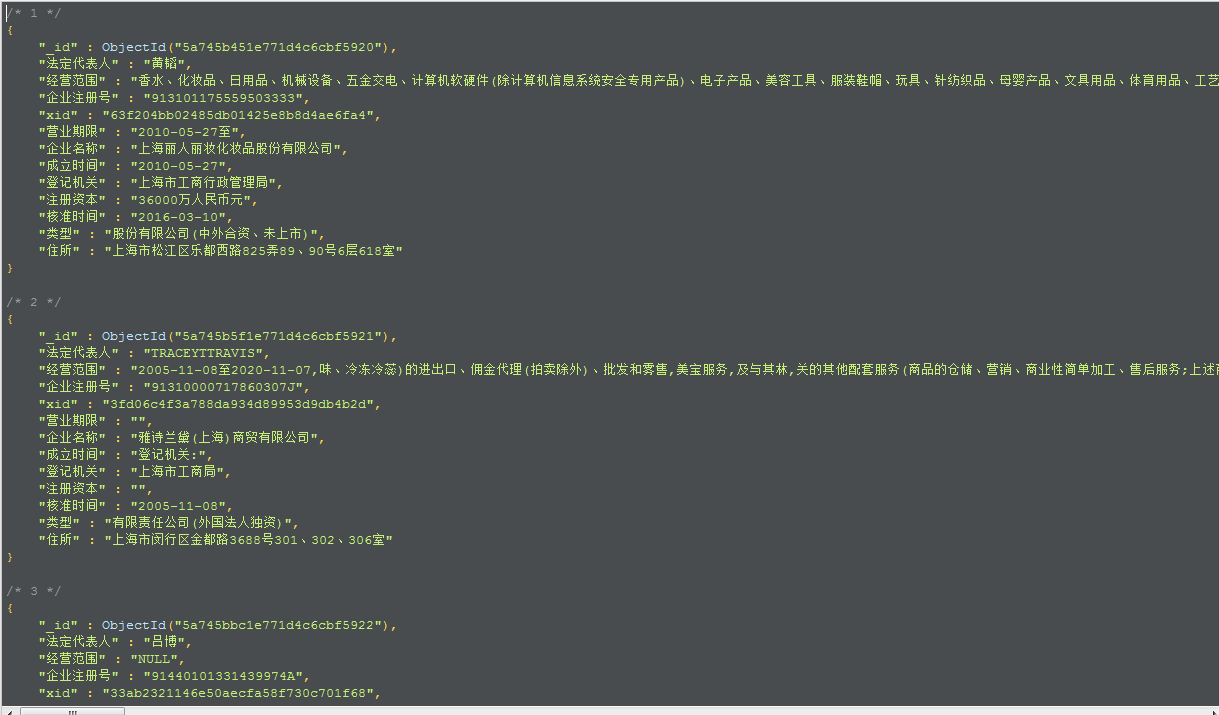 /* 1 */
{
"_id" : ObjectId("5a745b451e771d4c6cbf5920"),
"法定代表人" : "黄韬",
"经营范围" : "香水、化妆品、日用品、机械设备、五金交电、计算机软硬件(除计算机信息系统安全专用产品)、电子产品、美容工具、服装鞋帽、玩具、针纺织品、母婴产品、文具用品、体育用品、工艺
"企业注册号" : "913101175559503333",
"xid" : "63f204bb02485db01425e8b8d4ae6fa4",
"营业期限" : "2010-05-27至",
"企业名称" : "上海丽人丽妆化妆品股份有限公司",
"成立时间" : "2010-05-27",
"登记机关" : "上海市工商行政管理局",
"注册资本" : "36000万人民币元",
"核准时间" : "2016-03-10",
"类型" : "股份有限公司(中外合资、未上市)",
"住所" : "上海市松江区乐都西路825弄89、90号6层618室"
}
/* 2 */
{
"_id" : ObjectId("5a745b5f1e771d4c6cbf5921"),
"法定代表人" : "TRACEYTTRAVIS",
"经营范围" : "2005-11-08至2020-11-07,味、冷冻冷蕊)的进出口、佣金代理(拍卖除外)、批发和雾售,美宝服务,及与其林,关的其他配套服务(商品的仓储、营销、商业性简单加工、售后服务;上述商
"企业注册号" : "91310000717860307J",
"xid" : "3fd06c4f3a788da934d89953d9db4b2d",
"营业期限" : "",
"企业名称" : "雅诗兰黛(上海)商贸有限公司",
"成立时间" : "登记机关:",
"登记机关" : "上海市工商局",
"注册资本" : "",
"核准时间" : "2005-11-08",
"类型" : "有限责任公司(外国法人独资)",
"住所" : "上海市闵行区金都路3688号301、302、306室"
}
/* 3 */
{
"_id" : ObjectId("5a745bbc1e771d4c6cbf5922"),
"法定代表人" : "吕博",
"经营范围" : "NULL",
"企业注册号" : "91440101331439974A",
"xid" : "33ab2321146e50aecfa58f730c701f68",